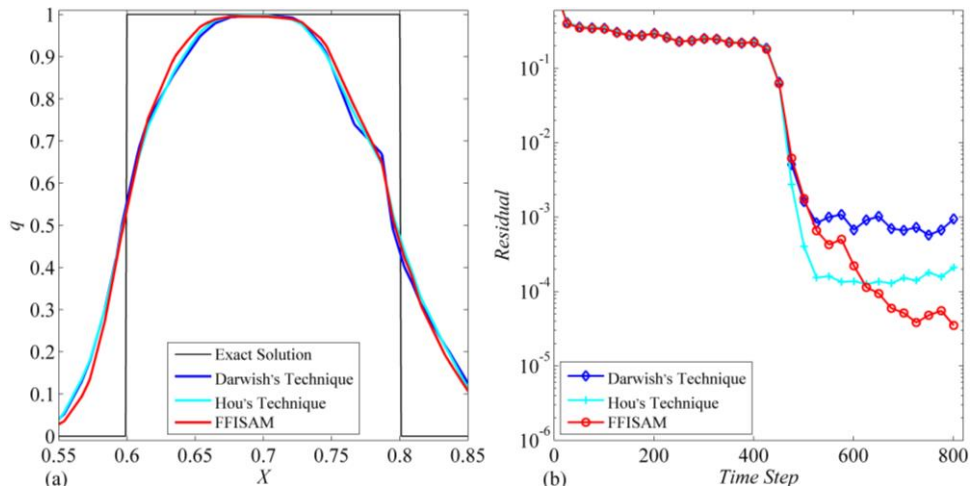 1
0.9
0.8
0.7
0.6
0.5
0.4
0.3
0.2
0.1
0
q
Exact Solution
Darwish's Technique
Hou's Technique
FFISAM
0.55 0.6 0.65 0.7 0.75 0.8 0.85
(a) X
10^-1
10^-2
10^-3
10^-4
10^-5
10^-6
Residual
Darwish's Technique
Hou's Technique
FFISAM
0 200 400 600 800
(b) Time Step